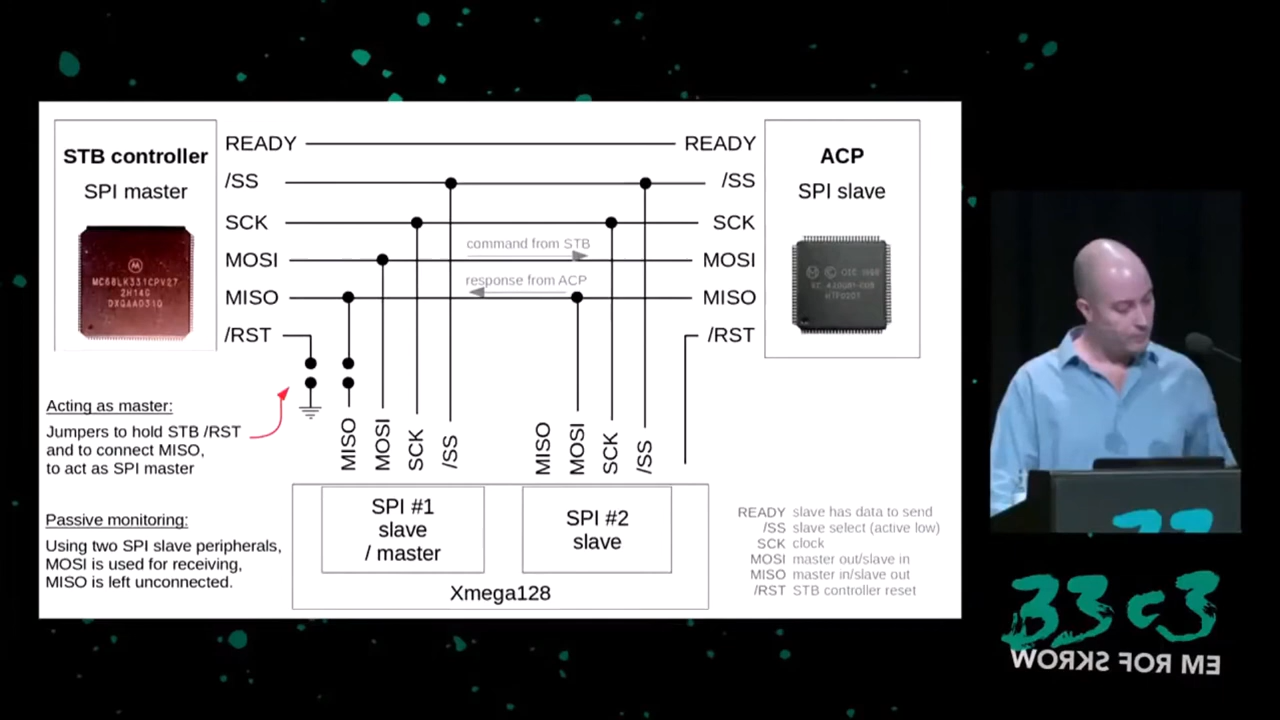 STB controller
SPI master
MC68LK331CPV27
2H14G
READY
/SS
SCK
MOSI
MISO
/RST
command from STB
response from ACP
READY
/SS
SCK
MOSI
MISO
/RST
ACP
SPI slave
Acting as master:
Jumpers to hold STB /RST
and to connect MISO,
to act as SPI master
Passive monitoring:
Using two SPI slave peripherals,
MOSI is used for receiving,
MISO is left unconnected.
MISO
MOSI
SCK
/SS
MISO
MOSI
SCK
/SS
SPI #1
slave
/ master
SPI #2
slave
Xmega128
READY slave has data to send
/SS slave select (active low)
SCK clock
MOSI master out/slave in
MISO master in/slave out
/RST STB controller reset
33c3
WORKS FOR ME